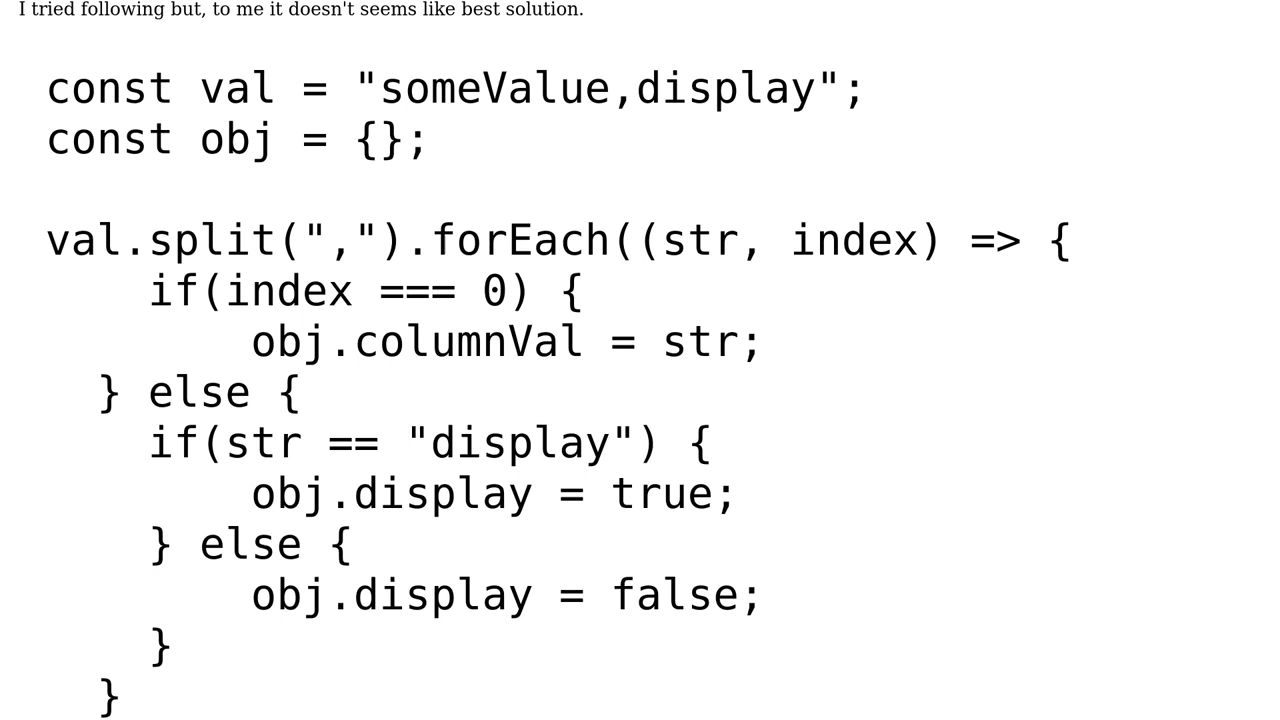 I tried following but, to me it doesn't seems like best solution.
const val = "someValue,display";
const obj = {};
val.split(",").forEach((str, index) => {
    if(index === 0) {
        obj.columnVal = str;
  } else {
    if(str == "display") {
        obj.display = true;
    } else {
        obj.display = false;
    }
  }